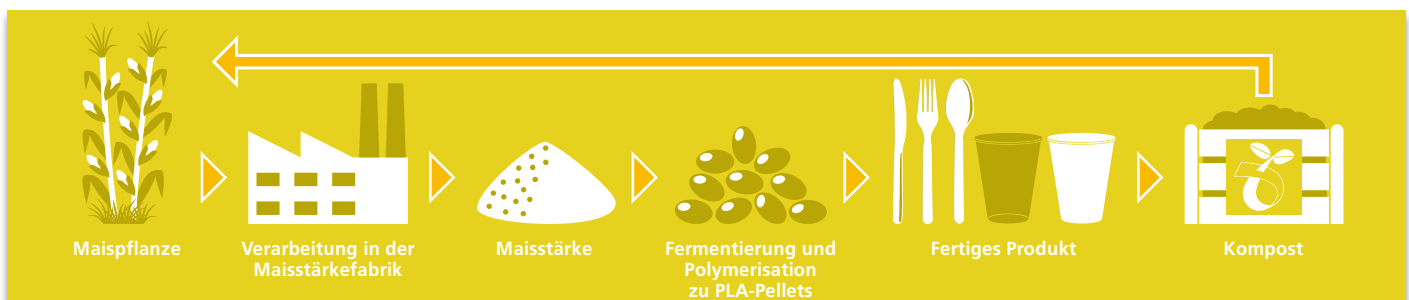 Maispflanze
Verarbeitung in der
Maisstärkefabrik
Maisstärke
Fermentierung und
Polymerisation
zu PLA-Pellets
Fertiges Produkt
Kompost